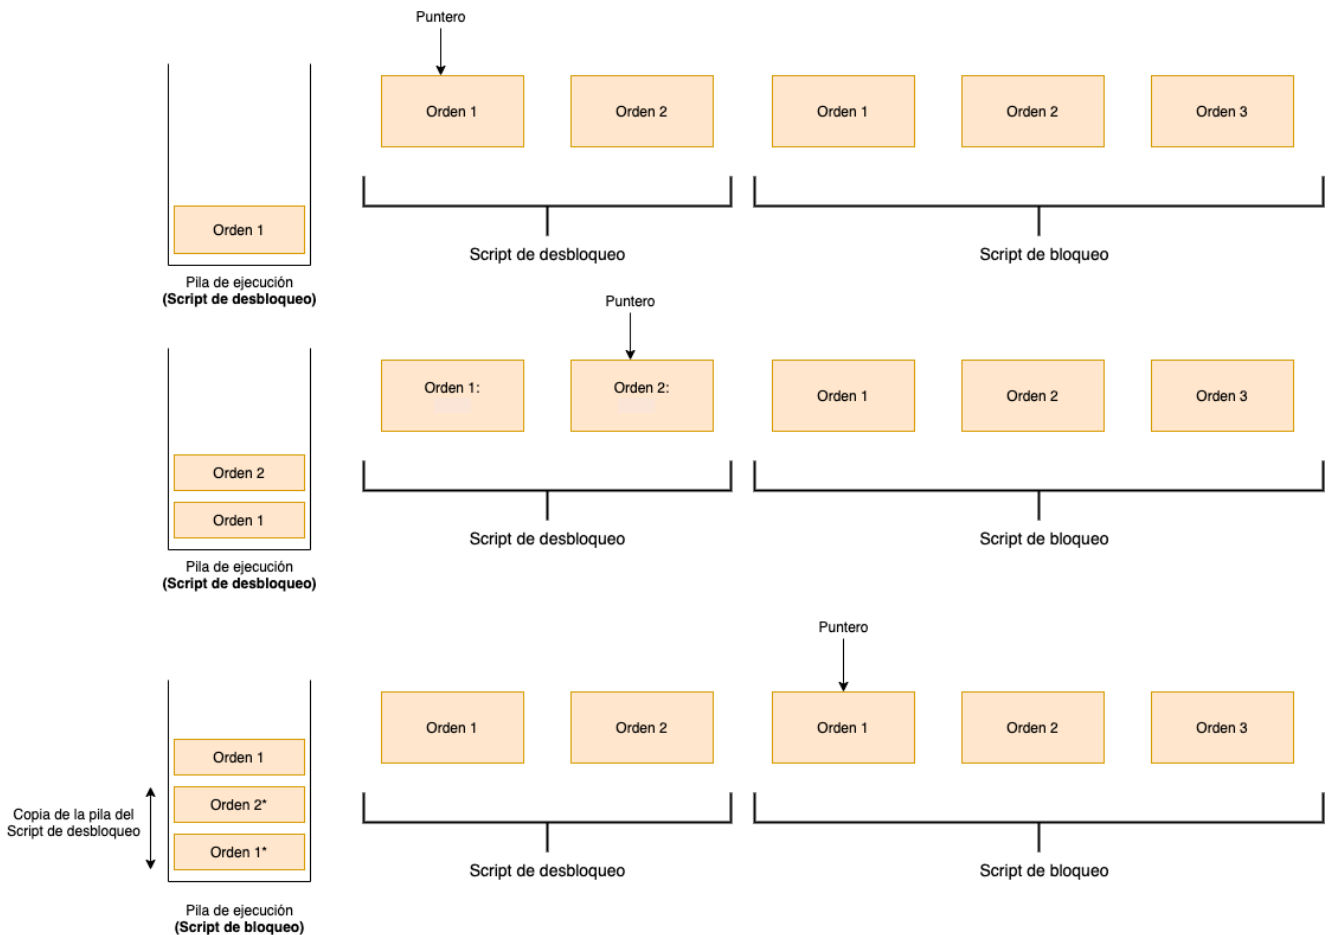 Puntero
Orden 1
Orden 2
Orden 1
Orden 2
Orden 3
Orden 1
Script de desbloqueo
Script de bloqueo
Pila de ejecución
(Script de desbloqueo)
Puntero
Orden 1:
Orden 2:
Orden 1
Orden 2
Orden 3
Orden 2
Orden 1
Script de desbloqueo
Script de bloqueo
Pila de ejecución
(Script de desbloqueo)
Puntero
Orden 1
Orden 2
Orden 1
Orden 2
Orden 3
Orden 1
Orden 2*
Orden 1*
Copia de la pila del
Script de desbloqueo
Script de desbloqueo
Script de bloqueo
Pila de ejecución
(Script de bloqueo)